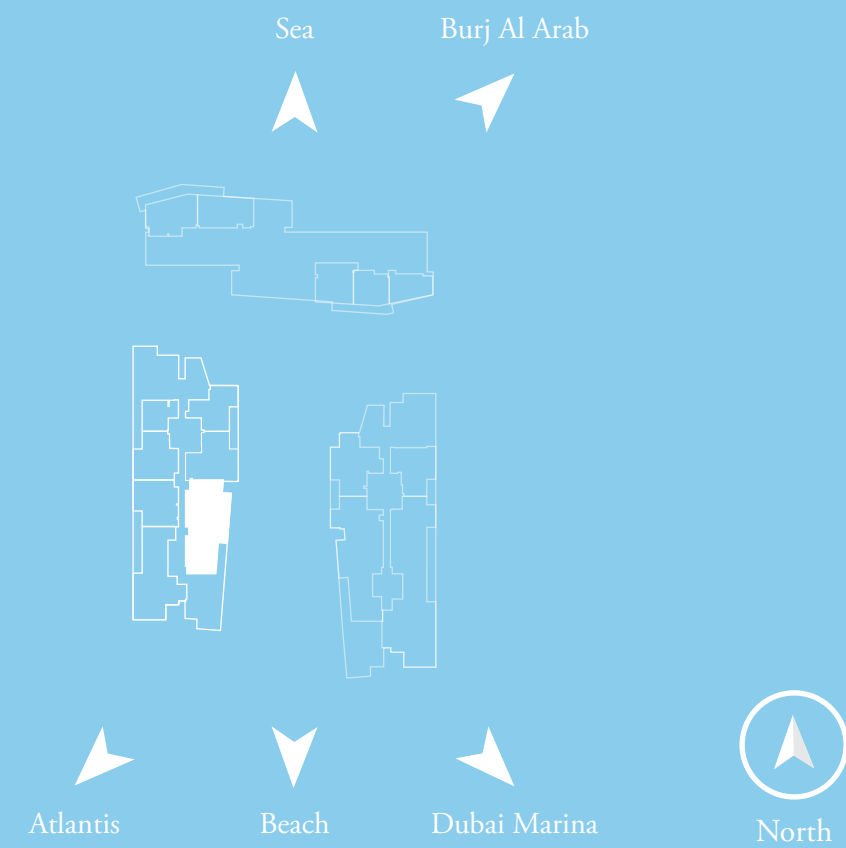 Sea
Burj Al Arab
Atlantis
Beach
Dubai Marina
North